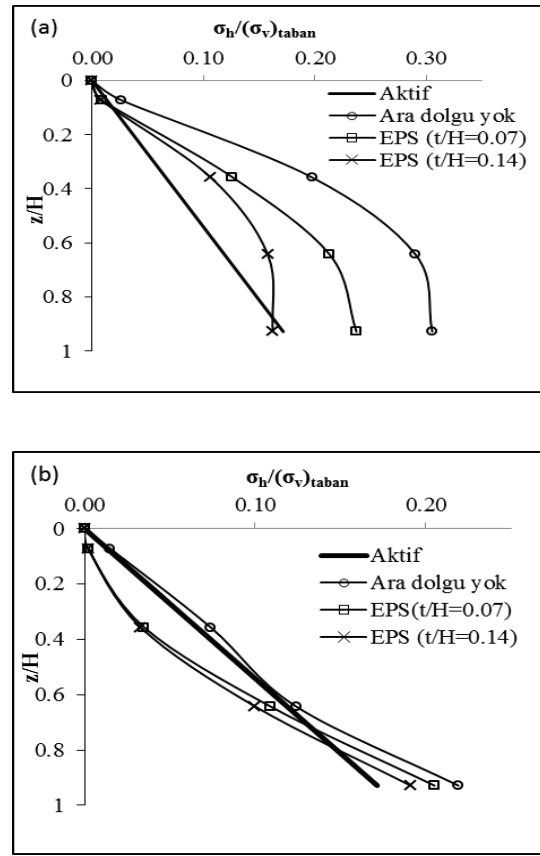 (a)
σh/(σv)taban
0.00 0.10 0.20 0.30
0
0.2
0.4
0.6
0.8
1
z/H
Aktif
Ara dolgu yok
EPS (t/H=0.07)
EPS (t/H=0.14)
(b)
σh/(σv)taban
0.00 0.10 0.20
0
0.2
0.4
0.6
0.8
1
z/H
Aktif
Ara dolgu yok
EPS(t/H=0.07)
EPS (t/H=0.14)